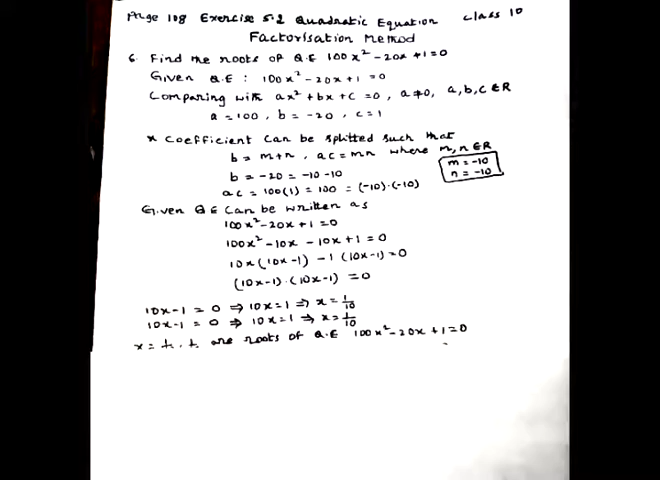 Page 108 Exercise 5.2 Quadratic Equation class 10
Factorisation Method
6. Find the roots of Q.E 100x² - 20x + 1 = 0
Given Q.E : 100x² - 20x + 1 = 0
Comparing with ax² + bx + c = 0, a ≠ 0, a, b, c ∈ R
a = 100, b = -20, c = 1
x coefficient can be splitted such that
b = m+n, ac = mn where m, n ∈ R
b = -20 = -10 -10
m = -10
n = -10
ac = 100(1) = 100 = (-10)·(-10)
Given QE can be written as
100x² - 20x + 1 = 0
100x² - 10x - 10x + 1 = 0
10x(10x-1) - 1(10x-1) = 0
(10x-1)·(10x-1) = 0
10x-1 = 0 ⇒ 10x = 1 ⇒ x = 1/10
10x-1 = 0 ⇒ 10x = 1 ⇒ x = 1/10
x = are roots of Q.E 100x² - 20x + 1 = 0